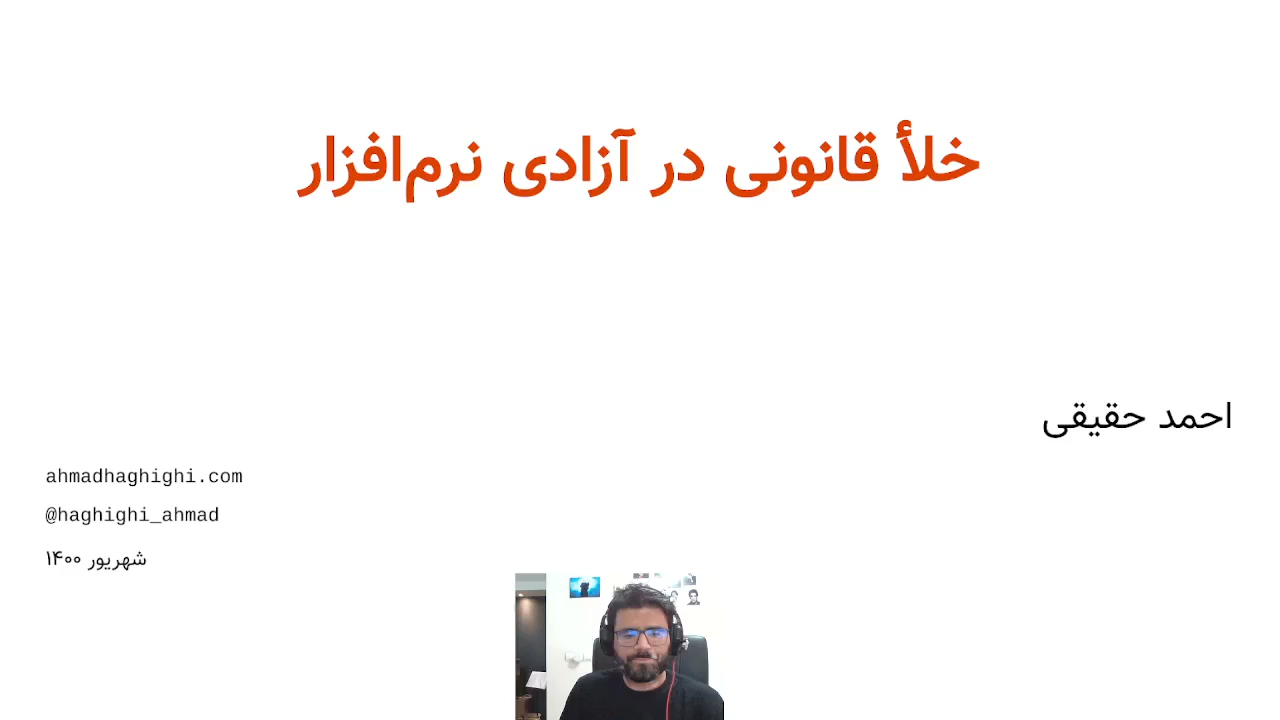 خلأ قانونی در آزادی نرم‌افزار
احمد حقیقی
ahmadhaghighi.com
@haghighi_ahmad
شهریور ۱۴۰۰